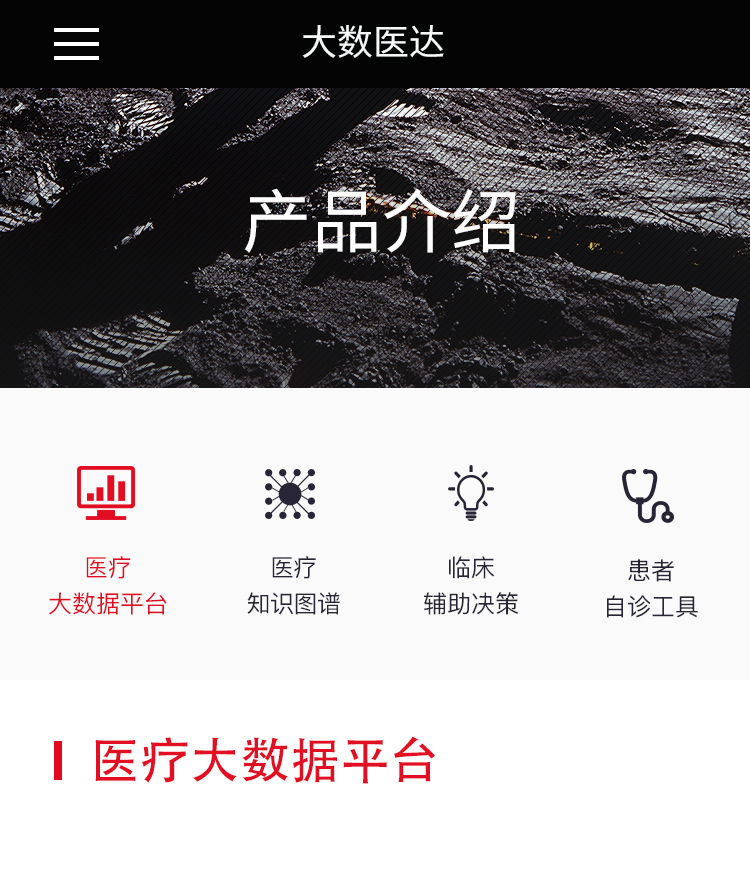 大数医达
产品介绍
医疗
大数据平台
医疗
知识图谱
临床
辅助决策
患者
自诊工具
医疗大数据平台